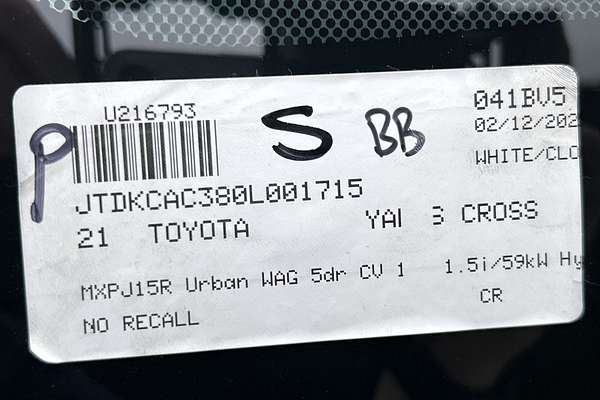 U216793
S BB
041BV5
02/12/202
WHITE/CLO
P
JTDKCAC380L001715
21 TOYOTA YAI S CROSS
MXPJ15R Urban WAG 5dr CV 1 1.5i/59kW Hy
NO RECALL CR